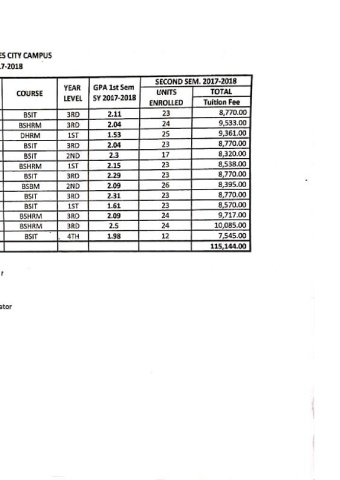 ES CITY CAMPUS
17-2018
COURSE YEAR LEVEL GPA 1st Sem SY 2017-2018 SECOND SEM. 2017-2018
UNITS ENROLLED TOTAL Tuition Fee
BSIT 3RD 2.11 23 8,770.00
BSHRM 3RD 2.04 24 9,533.00
DHRM 1ST 1.53 25 9,361.00
BSIT 3RD 2.04 23 8,770.00
BSIT 2ND 2.3 17 8,320.00
BSHRM 1ST 2.15 23 8,538.00
BSIT 3RD 2.29 23 8,770.00
BSBM 2ND 2.09 26 8,395.00
BSIT 3RD 2.31 23 8,770.00
BSIT 1ST 1.61 23 8,570.00
BSHRM 3RD 2.09 24 9,717.00
BSHRM 3RD 2.5 24 10,085.00
BSIT 4TH 1.98 12 7,545.00
115,144.00
r
ator